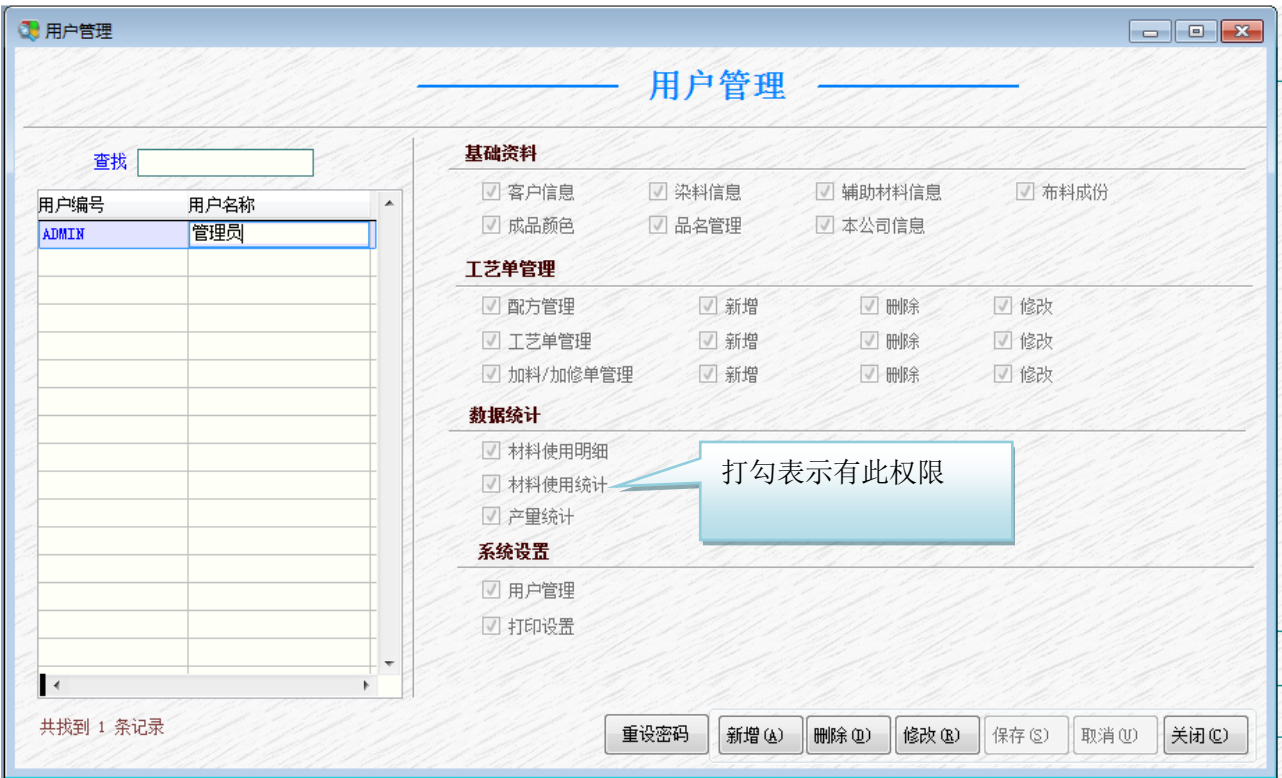 用户管理
用户管理
查找
用户编号 用户名称
ADMIN 管理员
共找到 1 条记录
基础资料
客户信息 染料信息 辅助材料信息 布料成份
成品颜色 品名管理 本公司信息
工艺单管理
配方管理 新增 删除 修改
工艺单管理 新增 删除 修改
加料/加修单管理 新增 删除 修改
数据统计
材料使用明细
材料使用统计
产量统计
打勾表示有此权限
系统设置
用户管理
打印设置
重设密码 新增(A) 删除(D) 修改(R) 保存(S) 取消(U) 关闭(C)